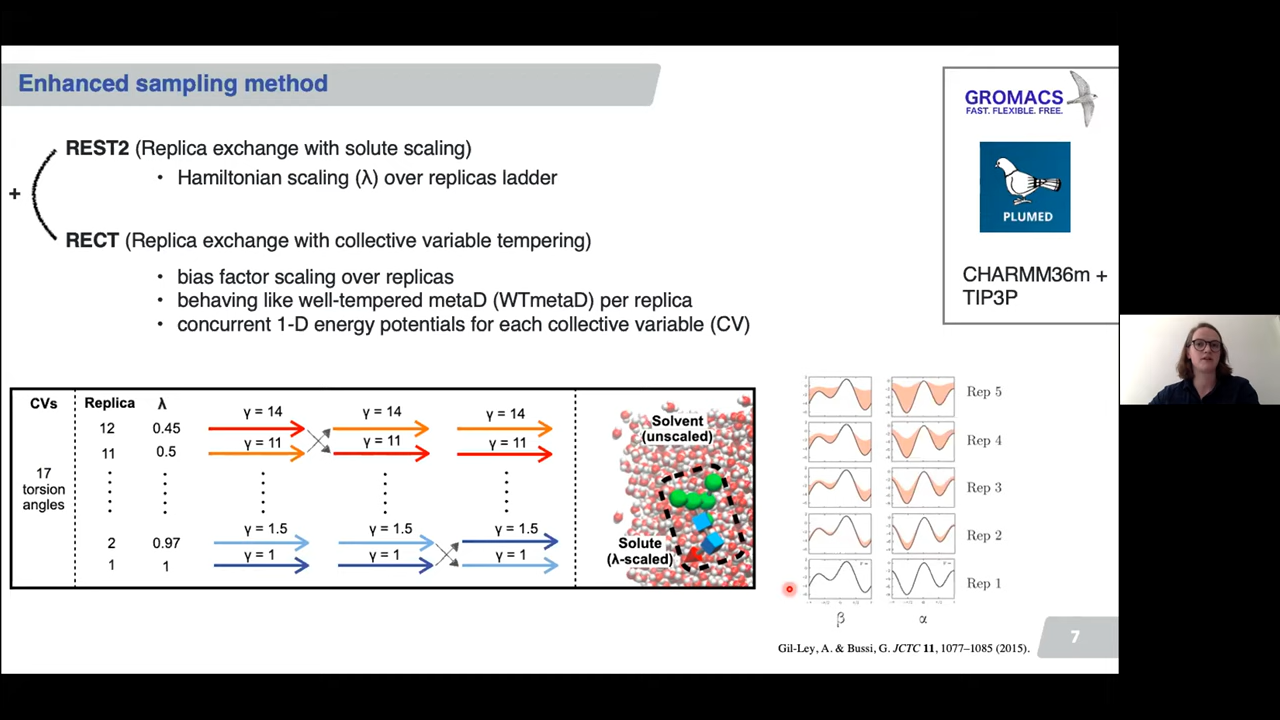 Enhanced sampling method
REST2 (Replica exchange with solute scaling)
• Hamiltonian scaling (λ) over replicas ladder
+
RECT (Replica exchange with collective variable tempering)
• bias factor scaling over replicas
• behaving like well-tempered metaD (WTmetaD) per replica
• concurrent 1-D energy potentials for each collective variable (CV)
GROMACS
FAST. FLEXIBLE. FREE.
PLUMED
CHARMM36m +
TIP3P
CVs Replica λ
17
torsion
angles
12 0.45 γ = 14 γ = 14 γ = 14
11 0.5 γ = 11 γ = 11 γ = 11
2 0.97 γ = 1.5 γ = 1.5 γ = 1.5
1 1 γ = 1 γ = 1 γ = 1
Solvent
(unscaled)
Solute
(λ-scaled)
Rep 5
Rep 4
Rep 3
Rep 2
Rep 1
β α
Gil-Ley, A. & Bussi, G. JCTC 11, 1077–1085 (2015).
7